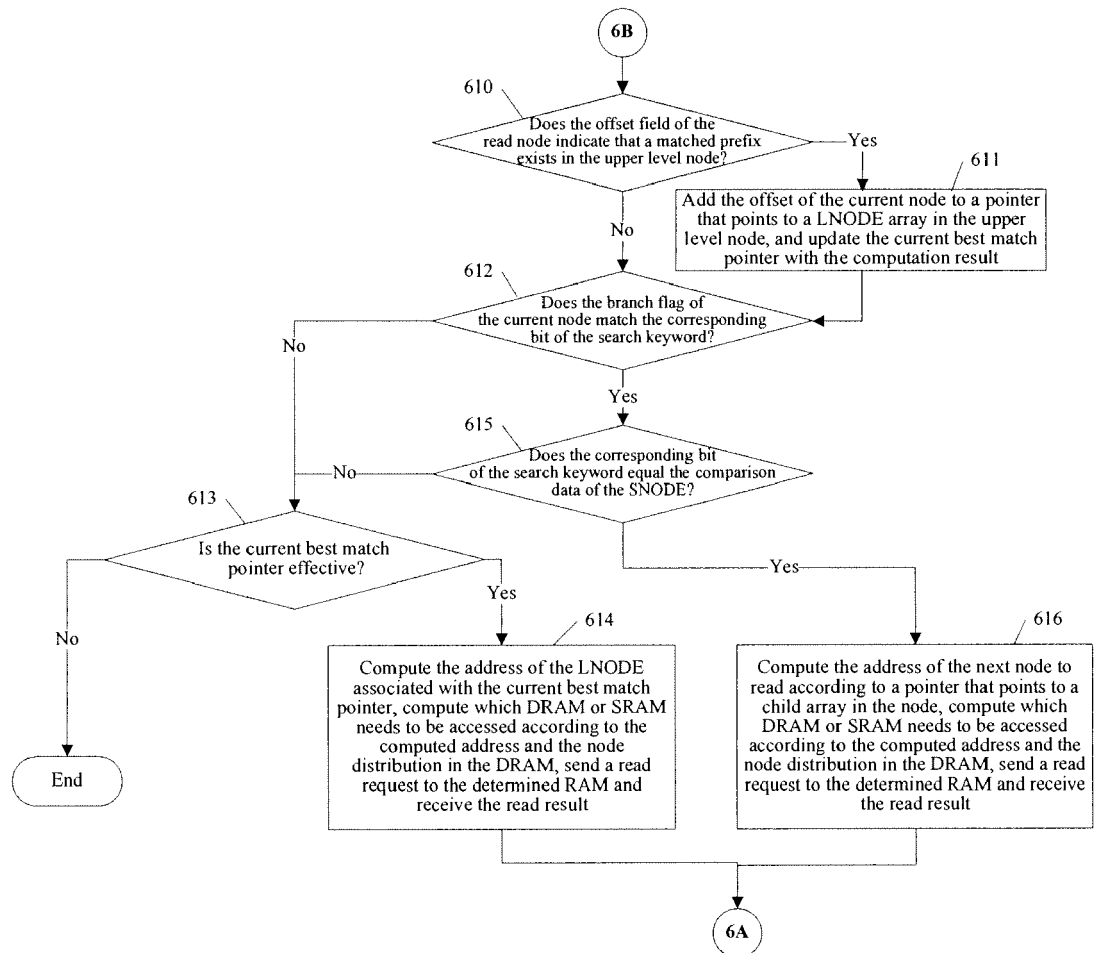 6B
610
Does the offset field of the
read node indicate that a matched prefix
exists in the upper level node?
Yes
611
Add the offset of the current node to a pointer
that points to a LNODE array in the upper
level node, and update the current best match
pointer with the computation result
No
612
Does the branch flag of
the current node match the corresponding
bit of the search keyword?
No
Yes
615
Does the corresponding bit
of the search keyword equal the comparison
data of the SNODE?
No
613
Is the current best match
pointer effective?
Yes
Yes
No
614
Compute the address of the LNODE
associated with the current best match
pointer, compute which DRAM or SRAM
needs to be accessed according to the
computed address and the node
distribution in the DRAM, send a read
request to the determined RAM and
receive the read result
616
Compute the address of the next node to
read according to a pointer that points to a
child array in the node, compute which
DRAM or SRAM needs to be accessed
according to the computed address and the
node distribution in the DRAM, send a read
request to the determined RAM and receive
the read result
End
6A